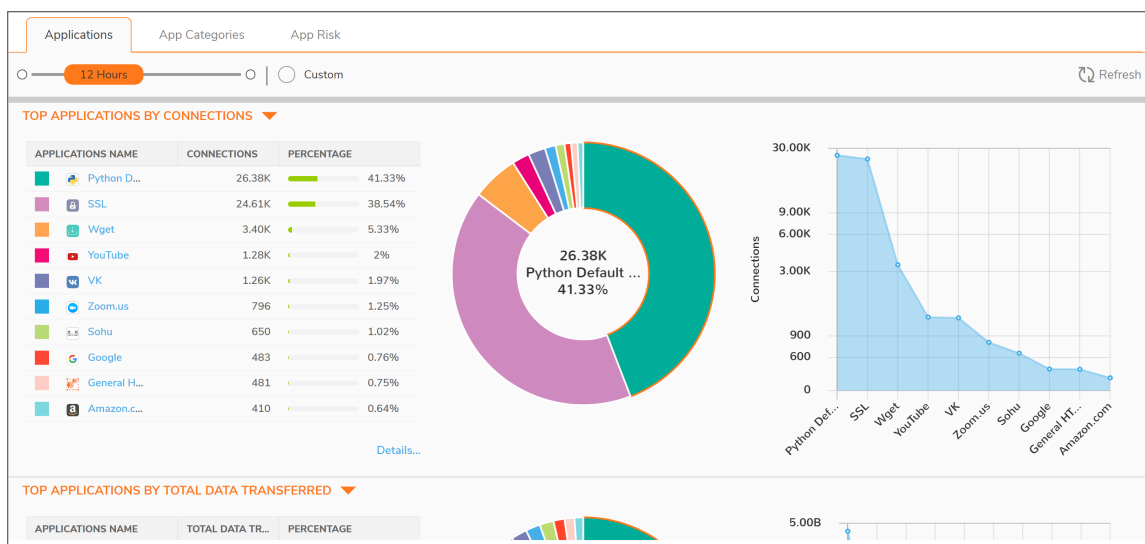 Applications App Categories App Risk
12 Hours Custom Refresh
TOP APPLICATIONS BY CONNECTIONS
APPLICATIONS NAME CONNECTIONS PERCENTAGE
Python D... 26.38K 41.33%
SSL 24.61K 38.54%
Wget 3.40K 5.33%
YouTube 1.28K 2%
VK 1.26K 1.97%
Zoom.us 796 1.25%
Sohu 650 1.02%
Google 483 0.76%
General H... 481 0.75%
Amazon.c... 410 0.64%
Details...
26.38K
Python Default ...
41.33%
Connections
30.00K
9.00K
6.00K
3.00K
900
600
0
Python Def...
SSL
Wget
YouTube
VK
Zoom.us
Sohu
Google
General HT...
Amazon.com
TOP APPLICATIONS BY TOTAL DATA TRANSFERRED
APPLICATIONS NAME TOTAL DATA TR... PERCENTAGE
5.00B